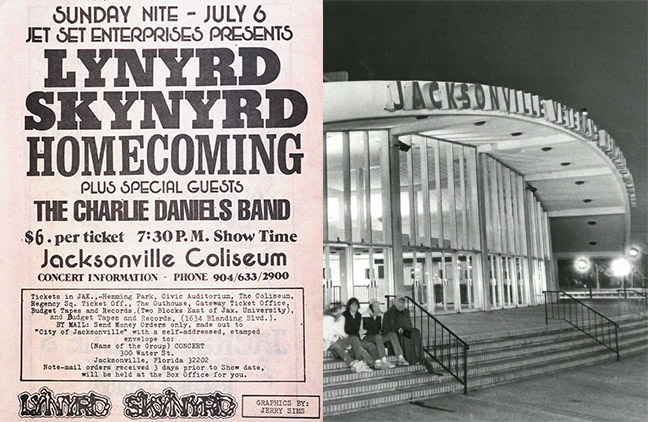 SUNDAY NITE - JULY 6
JET SET ENTERPRISES PRESENTS
LYNYRD
SKYNYRD
HOMECOMING
PLUS SPECIAL GUESTS
THE CHARLIE DANIELS BAND
$6. per ticket 7:30 P.M. Show Time
Jacksonville Coliseum
CONCERT INFORMATION - PHONE 904/633/2900
Tickets in JAX.,-Hemming Park, Civic Auditorium, The Coliseum,
Regency Sq. Ticket Off., The Outhouse, Gateway Ticket Office,
Budget Tapes and Records,(Two Blocks East of Jax. University),
and Budget Tapes and Records, (1634 Blanding Blvd.).
BY MAIL: Send Money Orders only, made out to
"City of Jacksonville" with a self-addressed, stamped
envelope to:
(Name of the Group) CONCERT
300 Water St.
Jacksonville, Florida 32202
Note-mail orders received 3 days prior to Show date,
will be held at the Box Office for you.
LYNYRD SKYNYRD
GRAPHICS BY:
JERRY SIMS
JACKSONVILLE